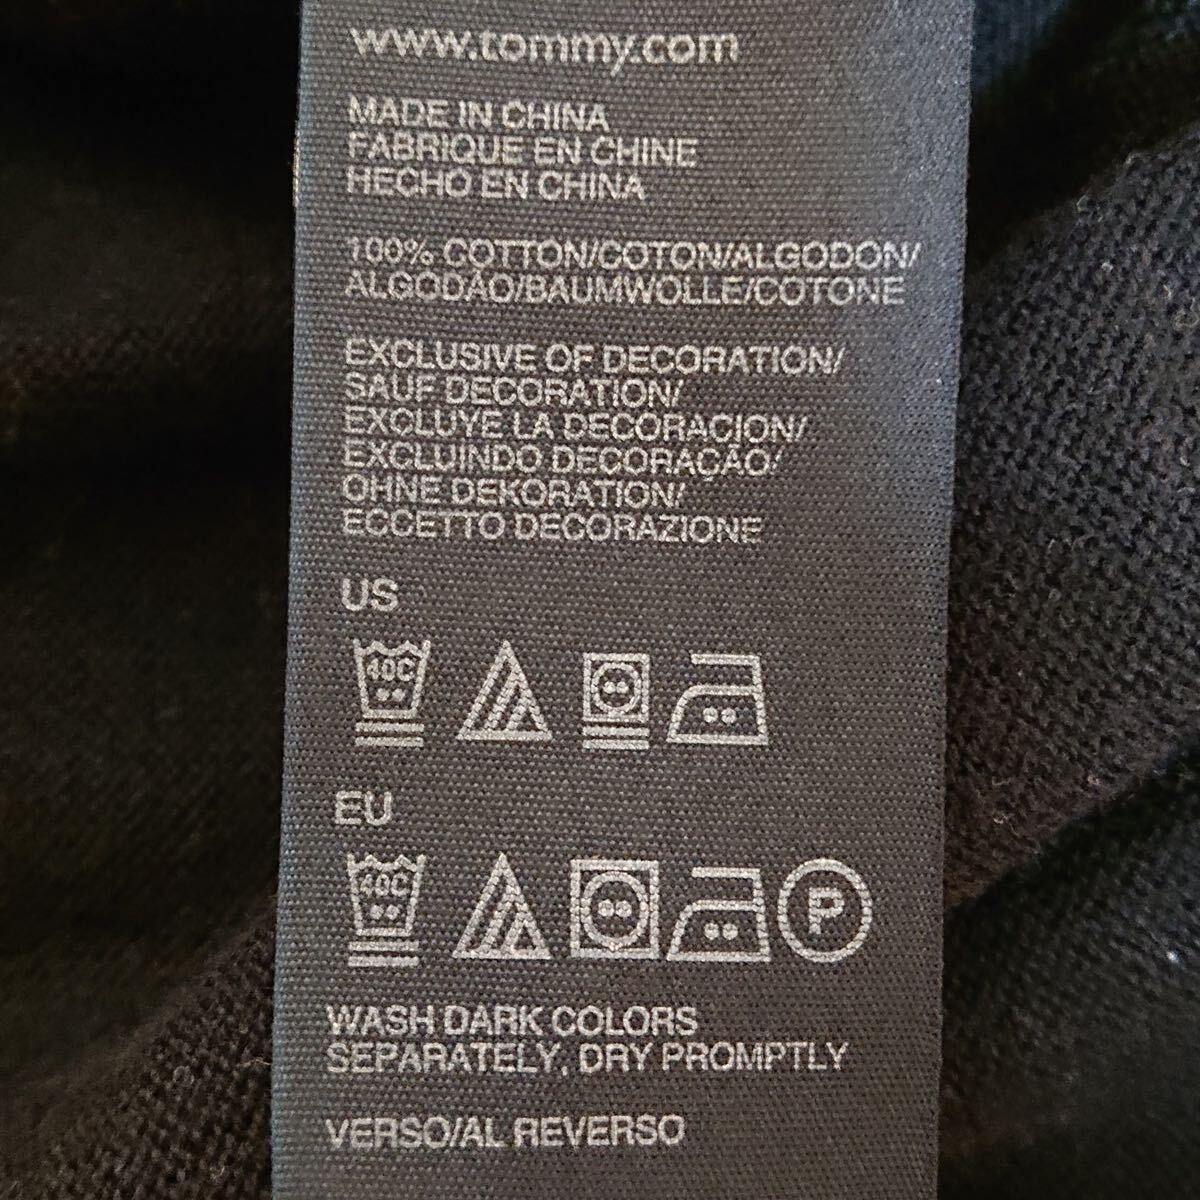 www.tommy.com
MADE IN CHINA
FABRIQUE EN CHINE
HECHO EN CHINA
100% COTTON/COTON/ALGODON/
ALGODÃO/BAUMWOLLE/COTONE
EXCLUSIVE OF DECORATION/
SAUF DECORATION/
EXCLUYE LA DECORACION/
EXCLUINDO DECORAÇÃO/
OHNE DEKORATION/
ECCETTO DECORAZIONE
US
40C
EU
40C P
WASH DARK COLORS
SEPARATELY, DRY PROMPTLY
VERSO/AL REVERSO